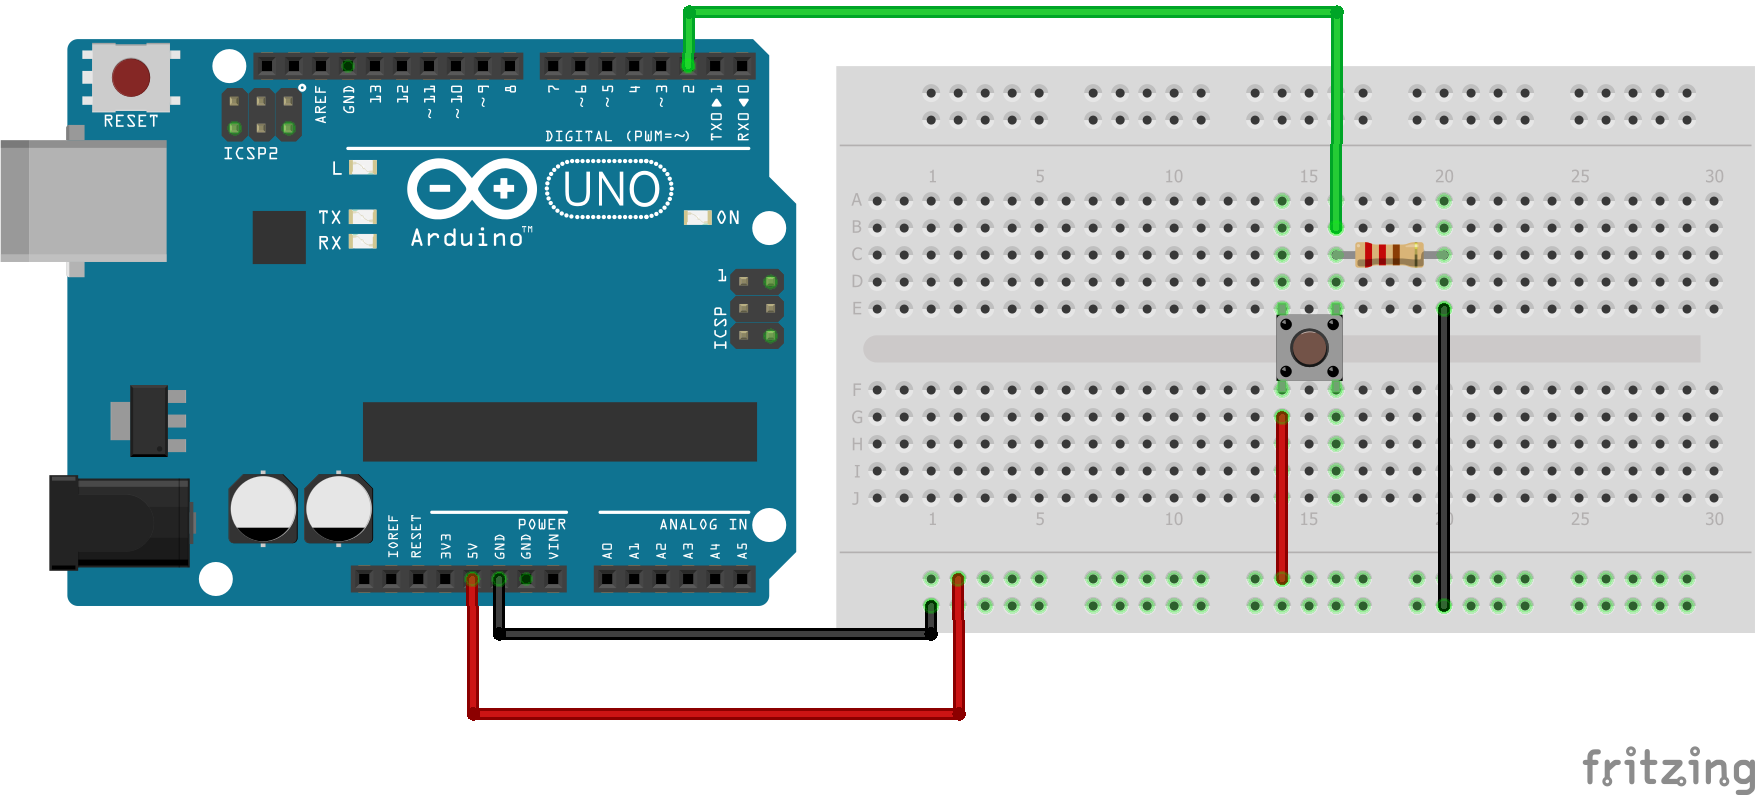 RESET
ICSP2
AREF
GND
13
12
~11
~10
~9
8
7
~6
~5
4
~3
2
TX0▶1
RX0◀0
DIGITAL (PWM=~)
L
TX
RX
UNO
ON
Arduino™
1
ICSP
IOREF
RESET
3V3
5V
GND
GND
VIN
POWER
ANALOG IN
A0
A1
A2
A3
A4
A5
1 5 10 15 20 25 30
A
B
C
D
E
F
G
H
I
J
1 5 10 15 20 25 30
fritzing